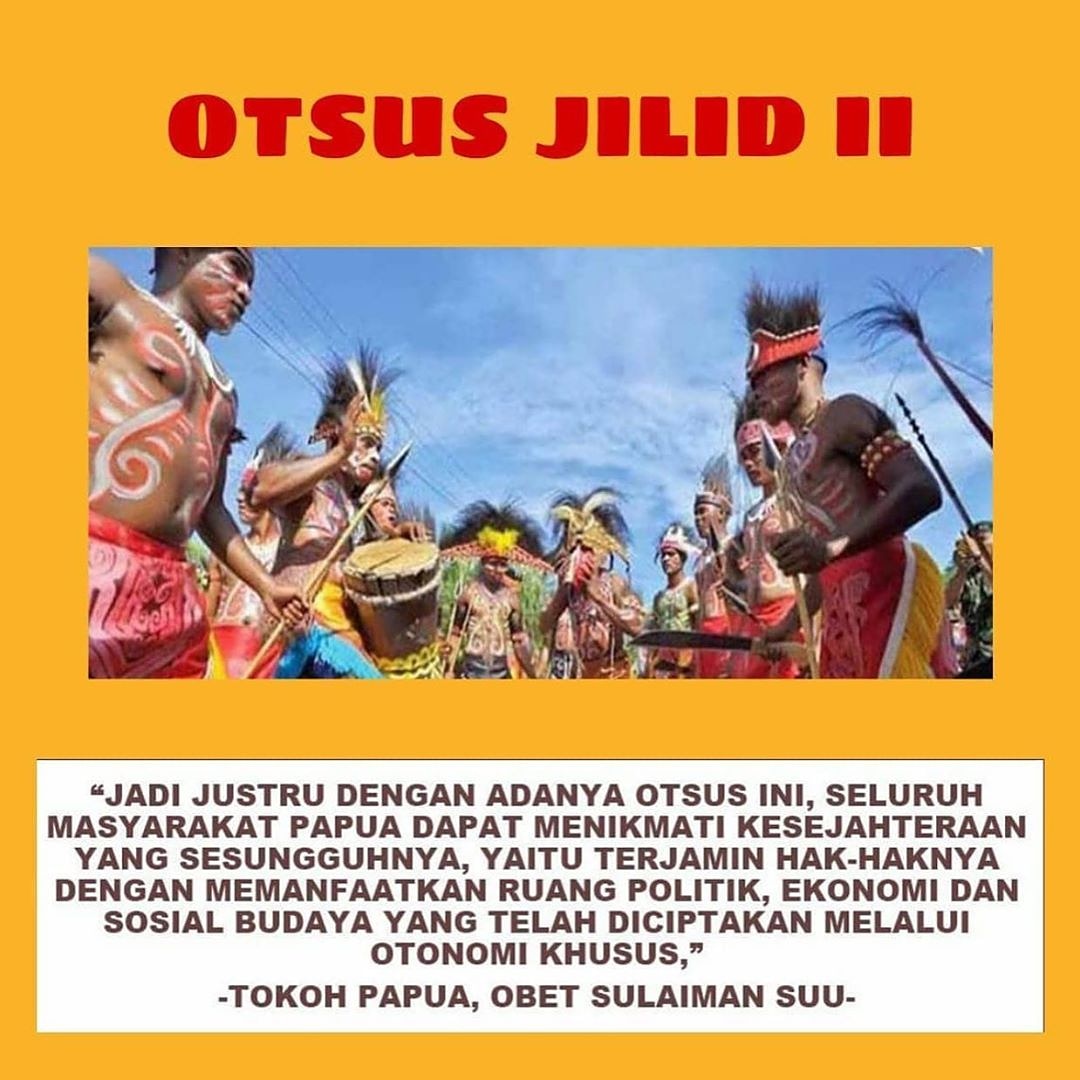 OTSUS JILID II
“JADI JUSTRU DENGAN ADANYA OTSUS INI, SELURUH
MASYARAKAT PAPUA DAPAT MENIKMATI KESEJAHTERAAN
YANG SESUNGGUHNYA, YAITU TERJAMIN HAK-HAKNYA
DENGAN MEMANFAATKAN RUANG POLITIK, EKONOMI DAN
SOSIAL BUDAYA YANG TELAH DICIPTAKAN MELALUI
OTONOMI KHUSUS,”
-TOKOH PAPUA, OBET SULAIMAN SUU-